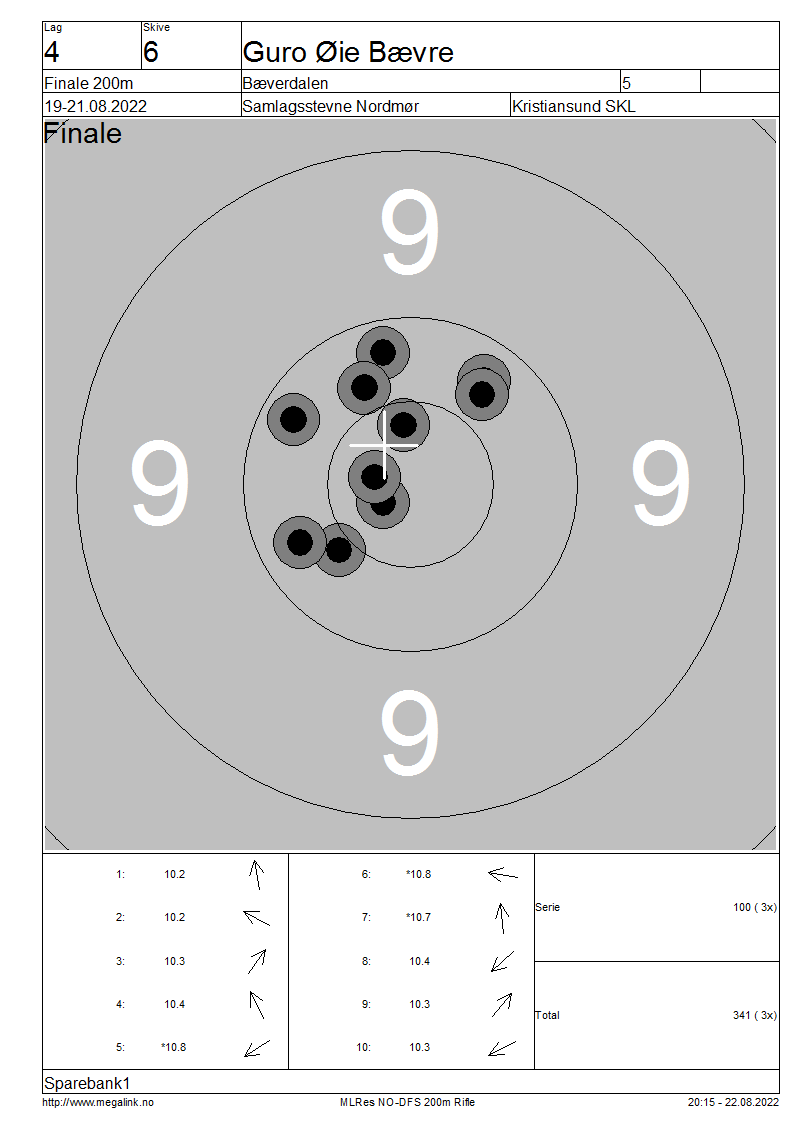 Lag
Skive
4
6
Guro Øie Bævre
Finale 200m
Bæverdalen
5
19-21.08.2022
Samlagsstevne Nordmør
Kristiansund SKL
Finale
9
9
9
9
1: 10.2
2: 10.2
3: 10.3
4: 10.4
5: *10.8
6: *10.8
7: *10.7
8: 10.4
9: 10.3
10: 10.3
Serie 100 ( 3x)
Total 341 ( 3x)
Sparebank1
http://www.megalink.no
MLRes NO-DFS 200m Rifle
20:15 - 22.08.2022